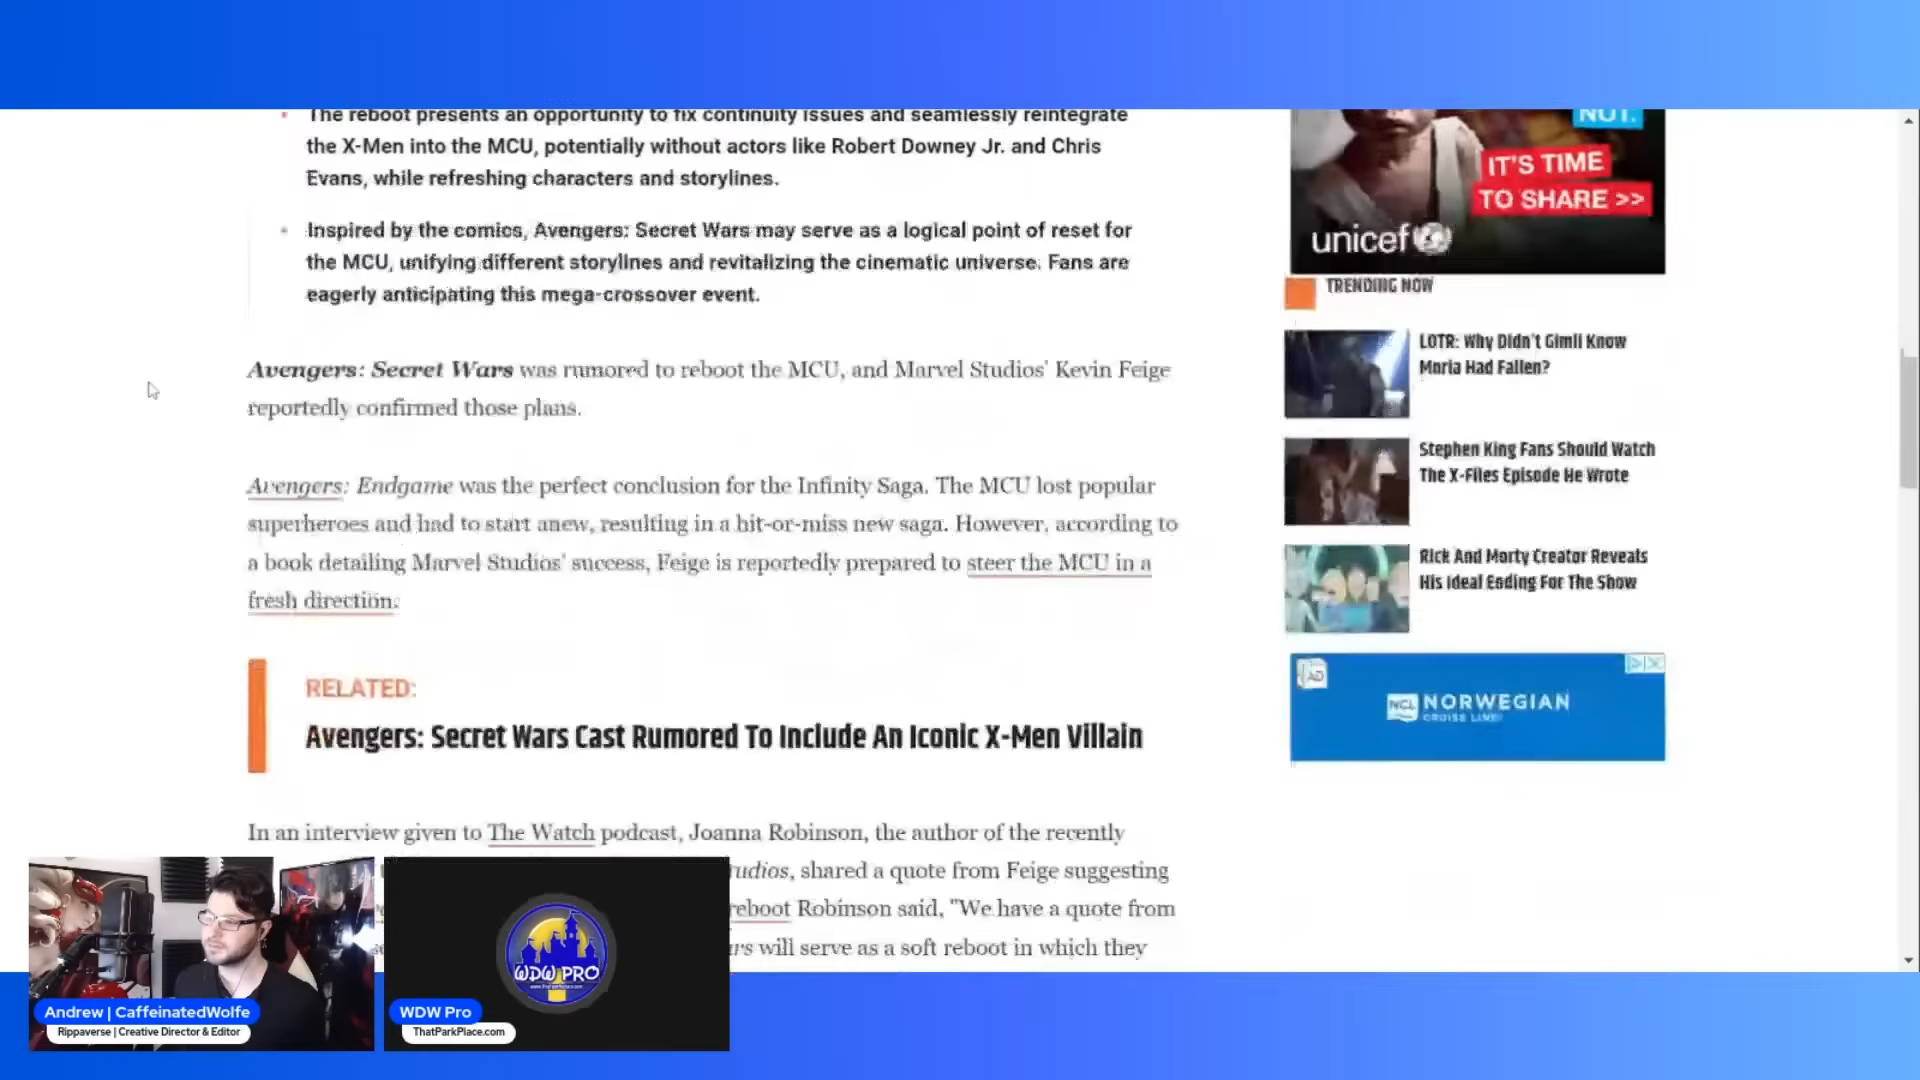 The reboot presents an opportunity to fix continuity issues and seamlessly reintegrate
the X-Men into the MCU, potentially without actors like Robert Downey Jr. and Chris
Evans, while refreshing characters and storylines.
Inspired by the comics, Avengers: Secret Wars may serve as a logical point of reset for
the MCU, unifying different storylines and revitalizing the cinematic universe. Fans are
eagerly anticipating this mega-crossover event.
Avengers: Secret Wars was rumored to reboot the MCU, and Marvel Studios' Kevin Feige
reportedly confirmed those plans.
Avengers: Endgame was the perfect conclusion for the Infinity Saga. The MCU lost popular
superheroes and had to start anew, resulting in a hit-or-miss new saga. However, according to
a book detailing Marvel Studios' success, Feige is reportedly prepared to steer the MCU in a
fresh direction.
RELATED:
Avengers: Secret Wars Cast Rumored To Include An Iconic X-Men Villain
In an interview given to The Watch podcast, Joanna Robinson, the author of the recently
udios, shared a quote from Feige suggesting
reboot Robinson said, "We have a quote from
rs will serve as a soft reboot in which they
NOT.
IT'S TIME
TO SHARE >>
unicef
TRENDING NOW
LOTR: Why Didn't Gimli Know
Moria Had Fallen?
Stephen King Fans Should Watch
The X-Files Episode He Wrote
Rick And Morty Creator Reveals
His Ideal Ending For The Show
AD
NCL NORWEGIAN
CRUISE LINE
Andrew | CaffeinatedWolfe
Rippaverse | Creative Director & Editor
WDW PRO
WDW Pro
ThatParkPlace.com